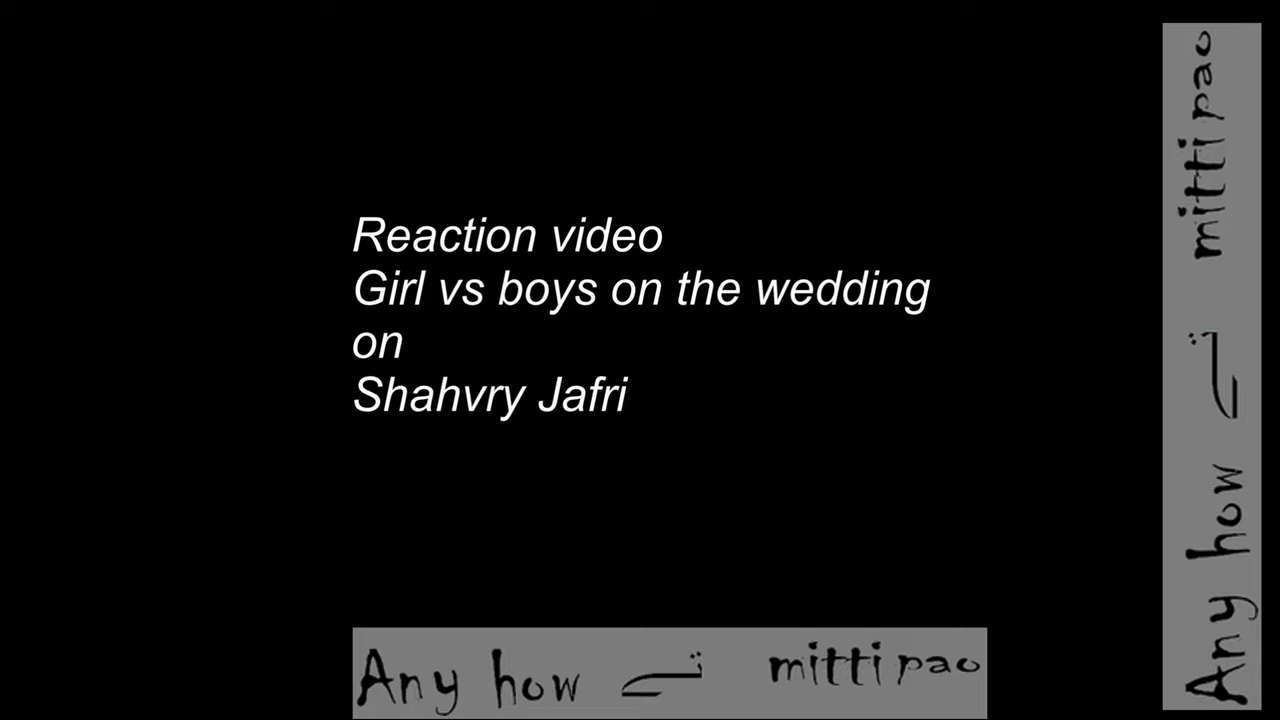 Reaction video
Girl vs boys on the wedding
on
Shahvry Jafri
Any how تے mitti pao
Any how تے mitti pao